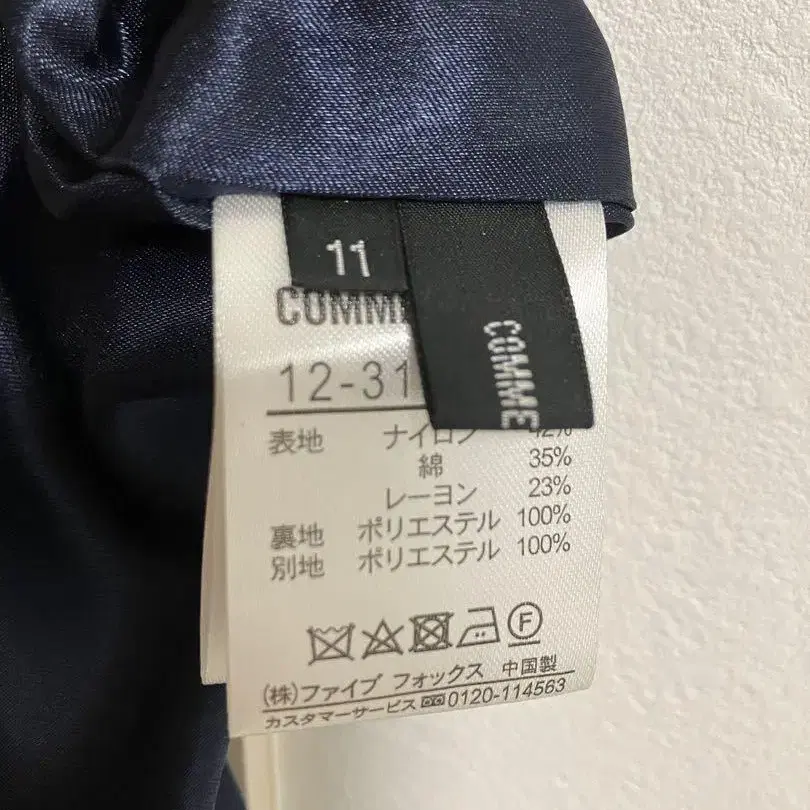 11
COMME
COMM
12-31
表地 ナイロン 42%
綿 35%
レーヨン 23%
裏地 ポリエステル 100%
別地 ポリエステル 100%
F
(株)ファイブ フォックス 中国製
カスタマーサービス 0120-114563